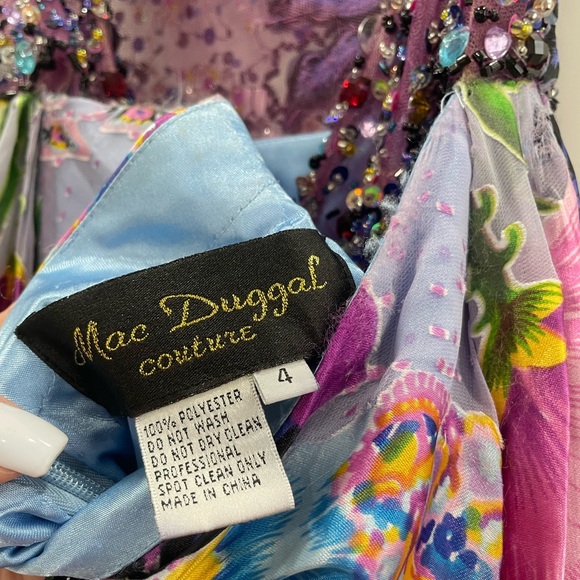 Mac Duggal
couture
4
100% POLYESTER
DO NOT WASH
DO NOT DRY CLEAN
PROFESSIONAL
SPOT CLEAN ONLY
MADE IN CHINA